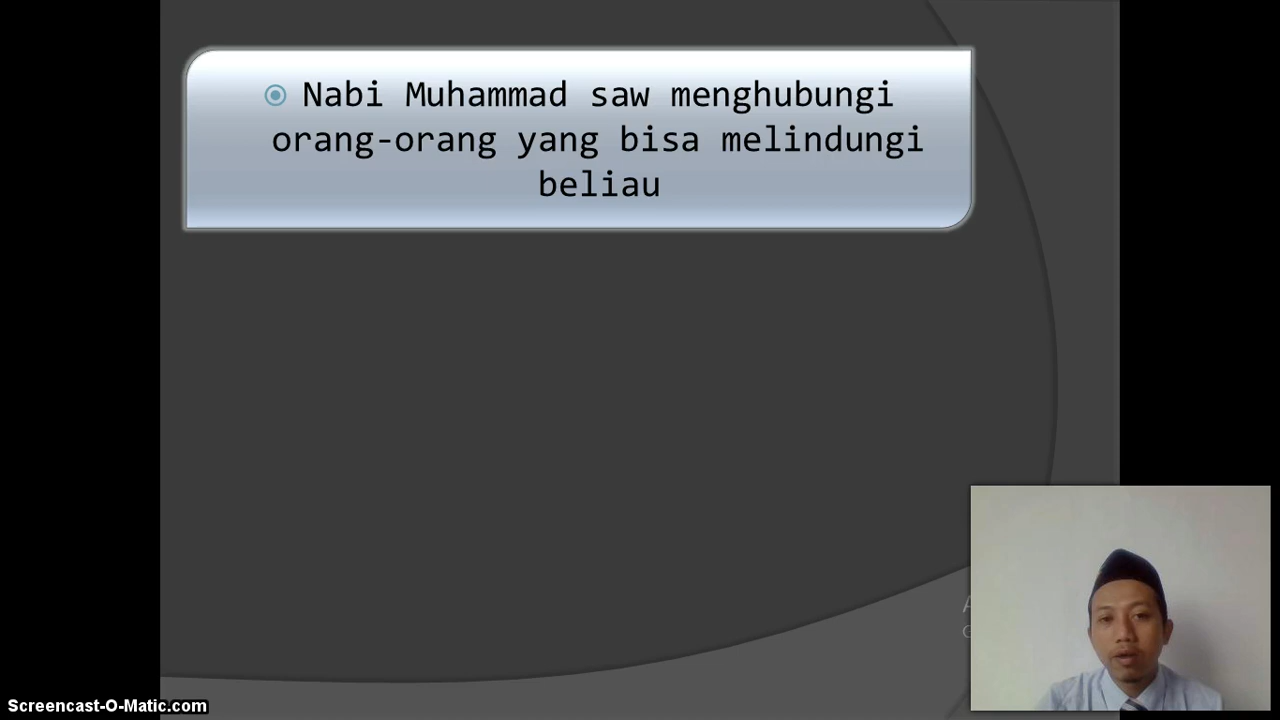 Nabi Muhammad saw menghubungi
orang-orang yang bisa melindungi
beliau
Screencast-O-Matic.com